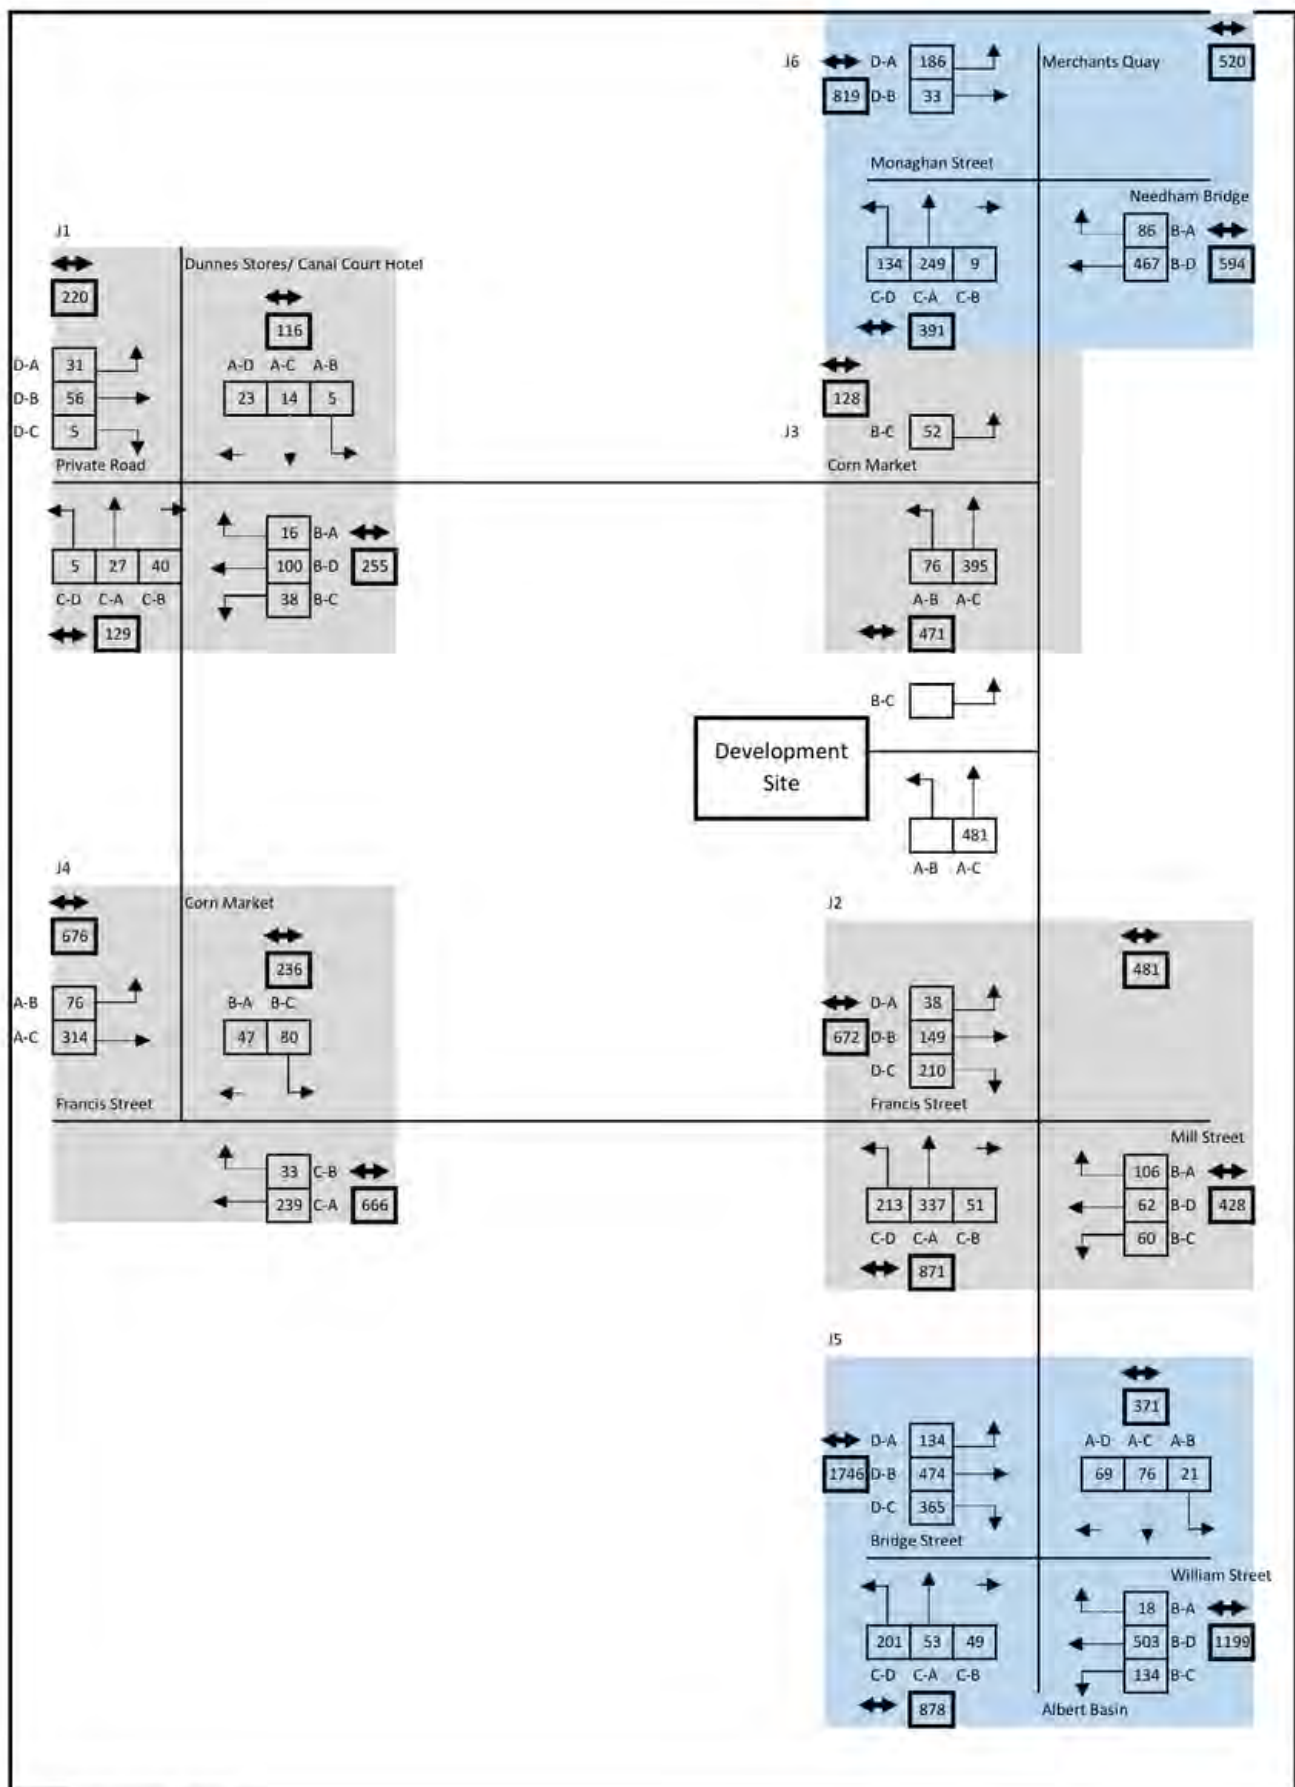 J6
D-A 186
Merchants Quay
520
819 D-B 33
Monaghan Street
Needham Bridge
86 B-A
134 249 9
467 B-D 594
C-D C-A C-B
391
J1
Dunnes Stores/ Canal Court Hotel
220
116
D-A 31
A-D A-C A-B
D-B 56
23 14 5
D-C 5
Private Road
16 B-A
5 27 40
100 B-D 255
C-D C-A C-B
38 B-C
129
128
J3
B-C 52
Corn Market
76 395
A-B A-C
471
B-C
Development
Site
481
A-B A-C
J4
Corn Market
676
236
A-B 76
B-A B-C
A-C 314
47 80
Francis Street
33 C-B
239 C-A 666
J2
481
D-A 38
672 D-B 149
D-C 210
Francis Street
Mill Street
106 B-A
213 337 51
62 B-D 428
C-D C-A C-B
60 B-C
871
J5
371
D-A 134
A-D A-C A-B
1746 D-B 474
69 76 21
D-C 365
Bridge Street
William Street
18 B-A
201 53 49
503 B-D 1199
C-D C-A C-B
134 B-C
878
Albert Basin